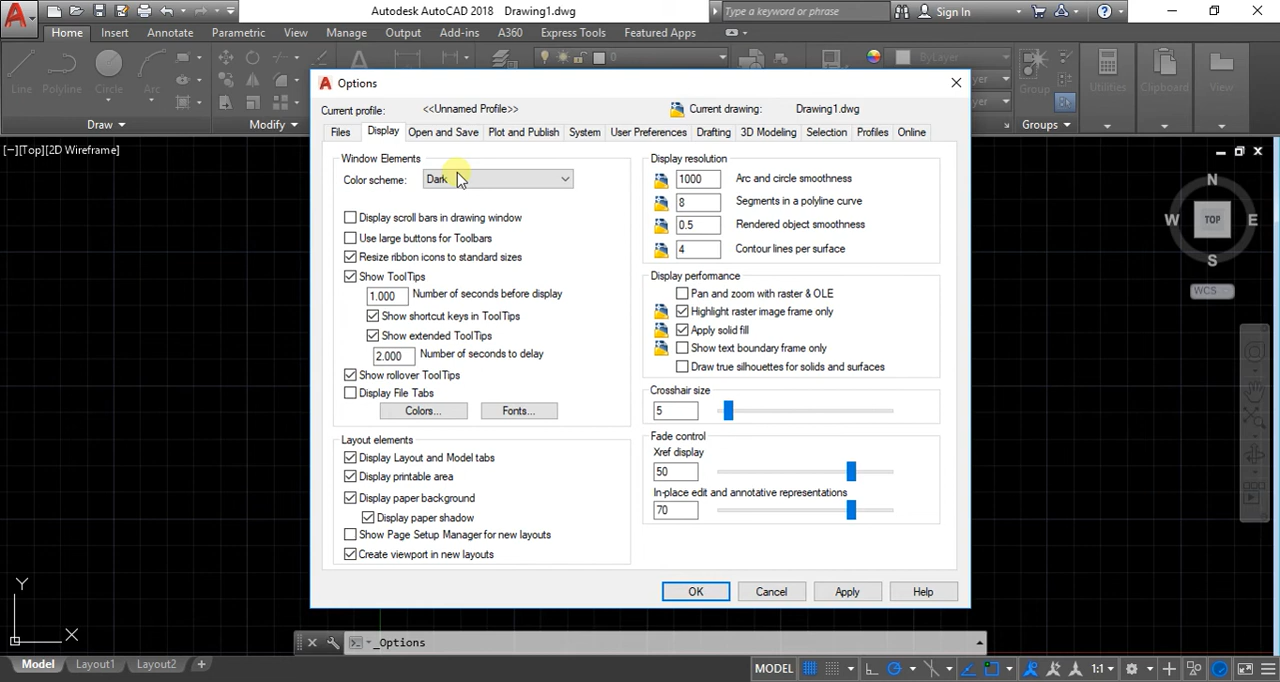 Autodesk AutoCAD 2018 Drawing1.dwg
Type a keyword or phrase
Sign In
Home Insert Annotate Parametric View Manage Output Add-ins A360 Express Tools Featured Apps
Line Polyline Circle Arc
0
ByLayer
Group Utilities Clipboard View
Draw Modify Groups
[−][Top][2D Wireframe]
Options
Current profile: <<Unnamed Profile>> Current drawing: Drawing1.dwg
Files Display Open and Save Plot and Publish System User Preferences Drafting 3D Modeling Selection Profiles Online
Window Elements
Color scheme: Dark
Display scroll bars in drawing window
Use large buttons for Toolbars
Resize ribbon icons to standard sizes
Show ToolTips
1.000 Number of seconds before display
Show shortcut keys in ToolTips
Show extended ToolTips
2.000 Number of seconds to delay
Show rollover ToolTips
Display File Tabs
Colors... Fonts...
Layout elements
Display Layout and Model tabs
Display printable area
Display paper background
Display paper shadow
Show Page Setup Manager for new layouts
Create viewport in new layouts
Display resolution
1000 Arc and circle smoothness
8 Segments in a polyline curve
0.5 Rendered object smoothness
4 Contour lines per surface
Display performance
Pan and zoom with raster & OLE
Highlight raster image frame only
Apply solid fill
Show text boundary frame only
Draw true silhouettes for solids and surfaces
Crosshair size
5
Fade control
Xref display
50
In-place edit and annotative representations
70
OK Cancel Apply Help
N
W TOP E
S
WCS
Y
X
_Options
Model Layout1 Layout2 +
MODEL 1:1